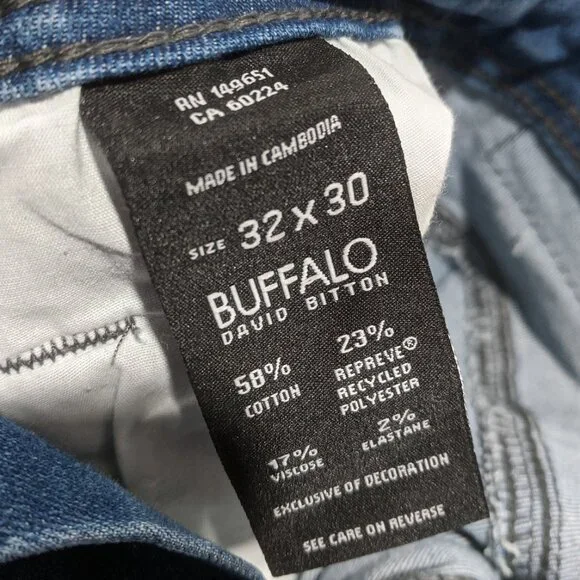 RN 149651
CA 60224
MADE IN CAMBODIA
SIZE 32 X 30
BUFFALO
DAVID BITTON
58%
COTTON
23%
REPREVE®
RECYCLED
POLYESTER
17%
VISCOSE
2%
ELASTANE
EXCLUSIVE OF DECORATION
SEE CARE ON REVERSE